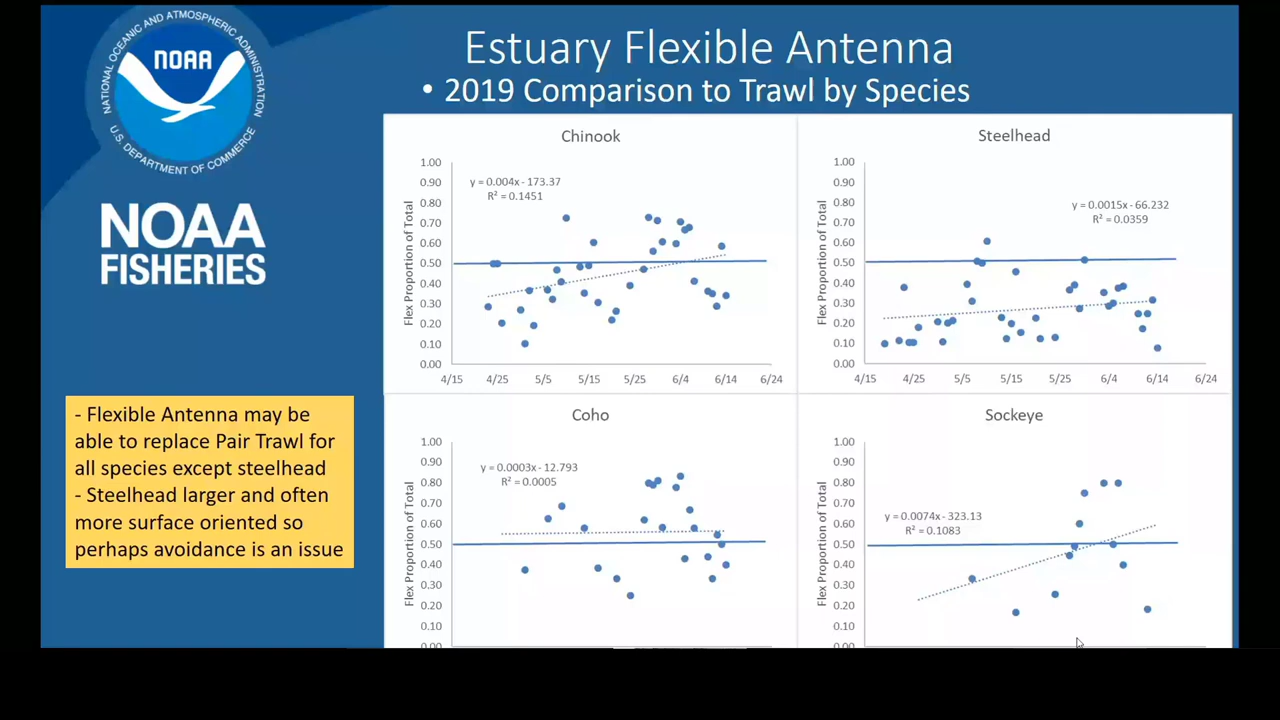 NATIONAL OCEANIC AND ATMOSPHERIC ADMINISTRATION
NOAA
U.S. DEPARTMENT OF COMMERCE
NOAA
FISHERIES
Estuary Flexible Antenna
• 2019 Comparison to Trawl by Species
- Flexible Antenna may be
able to replace Pair Trawl for
all species except steelhead
- Steelhead larger and often
more surface oriented so
perhaps avoidance is an issue
Chinook
y = 0.004x - 173.37
R² = 0.1451
Flex Proportion of Total
1.00
0.90
0.80
0.70
0.60
0.50
0.40
0.30
0.20
0.10
0.00
4/15 4/25 5/5 5/15 5/25 6/4 6/14 6/24
Steelhead
y = 0.0015x - 66.232
R² = 0.0359
Flex Proportion of Total
1.00
0.90
0.80
0.70
0.60
0.50
0.40
0.30
0.20
0.10
0.00
4/15 4/25 5/5 5/15 5/25 6/4 6/14 6/24
Coho
y = 0.0003x - 12.793
R² = 0.0005
Flex Proportion of Total
1.00
0.90
0.80
0.70
0.60
0.50
0.40
0.30
0.20
0.10
0.00
Sockeye
y = 0.0074x - 323.13
R² = 0.1083
Flex Proportion of Total
1.00
0.90
0.80
0.70
0.60
0.50
0.40
0.30
0.20
0.10
0.00